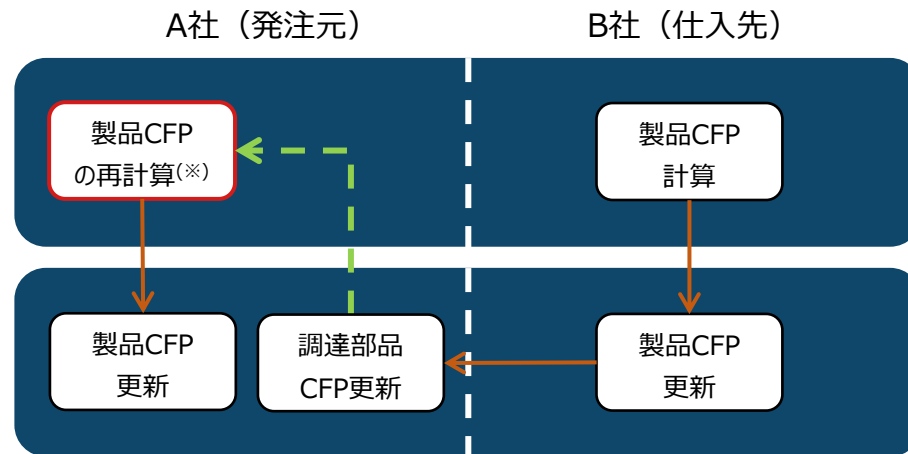 A社（発注元）
B社（仕入先）
製品CFP
の再計算(※)
製品CFP
計算
製品CFP
更新
調達部品
CFP更新
製品CFP
更新